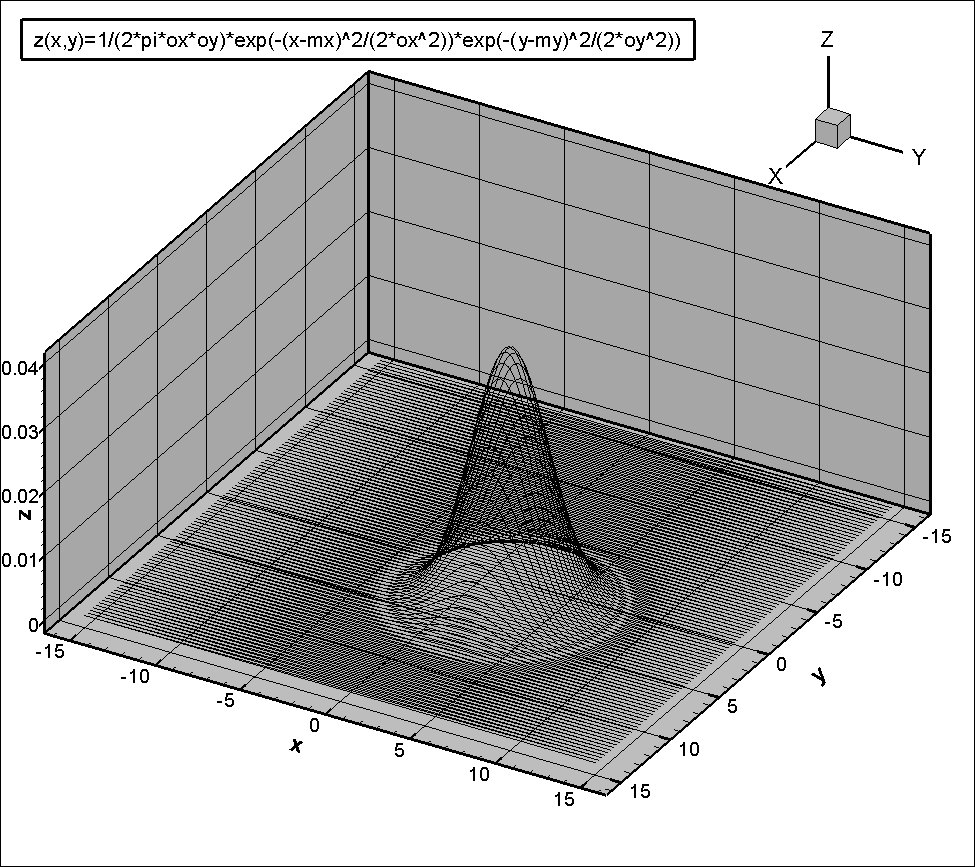 z(x,y)=1/(2*pi*ox*oy)*exp(-(x-mx)^2/(2*ox^2))*exp(-(y-my)^2/(2*oy^2))
Z
Y
X
0.04
0.03
0.02
z
0.01
0
-15
-10
-5
0
5
10
15
x
-15
-10
-5
0
5
10
15
y